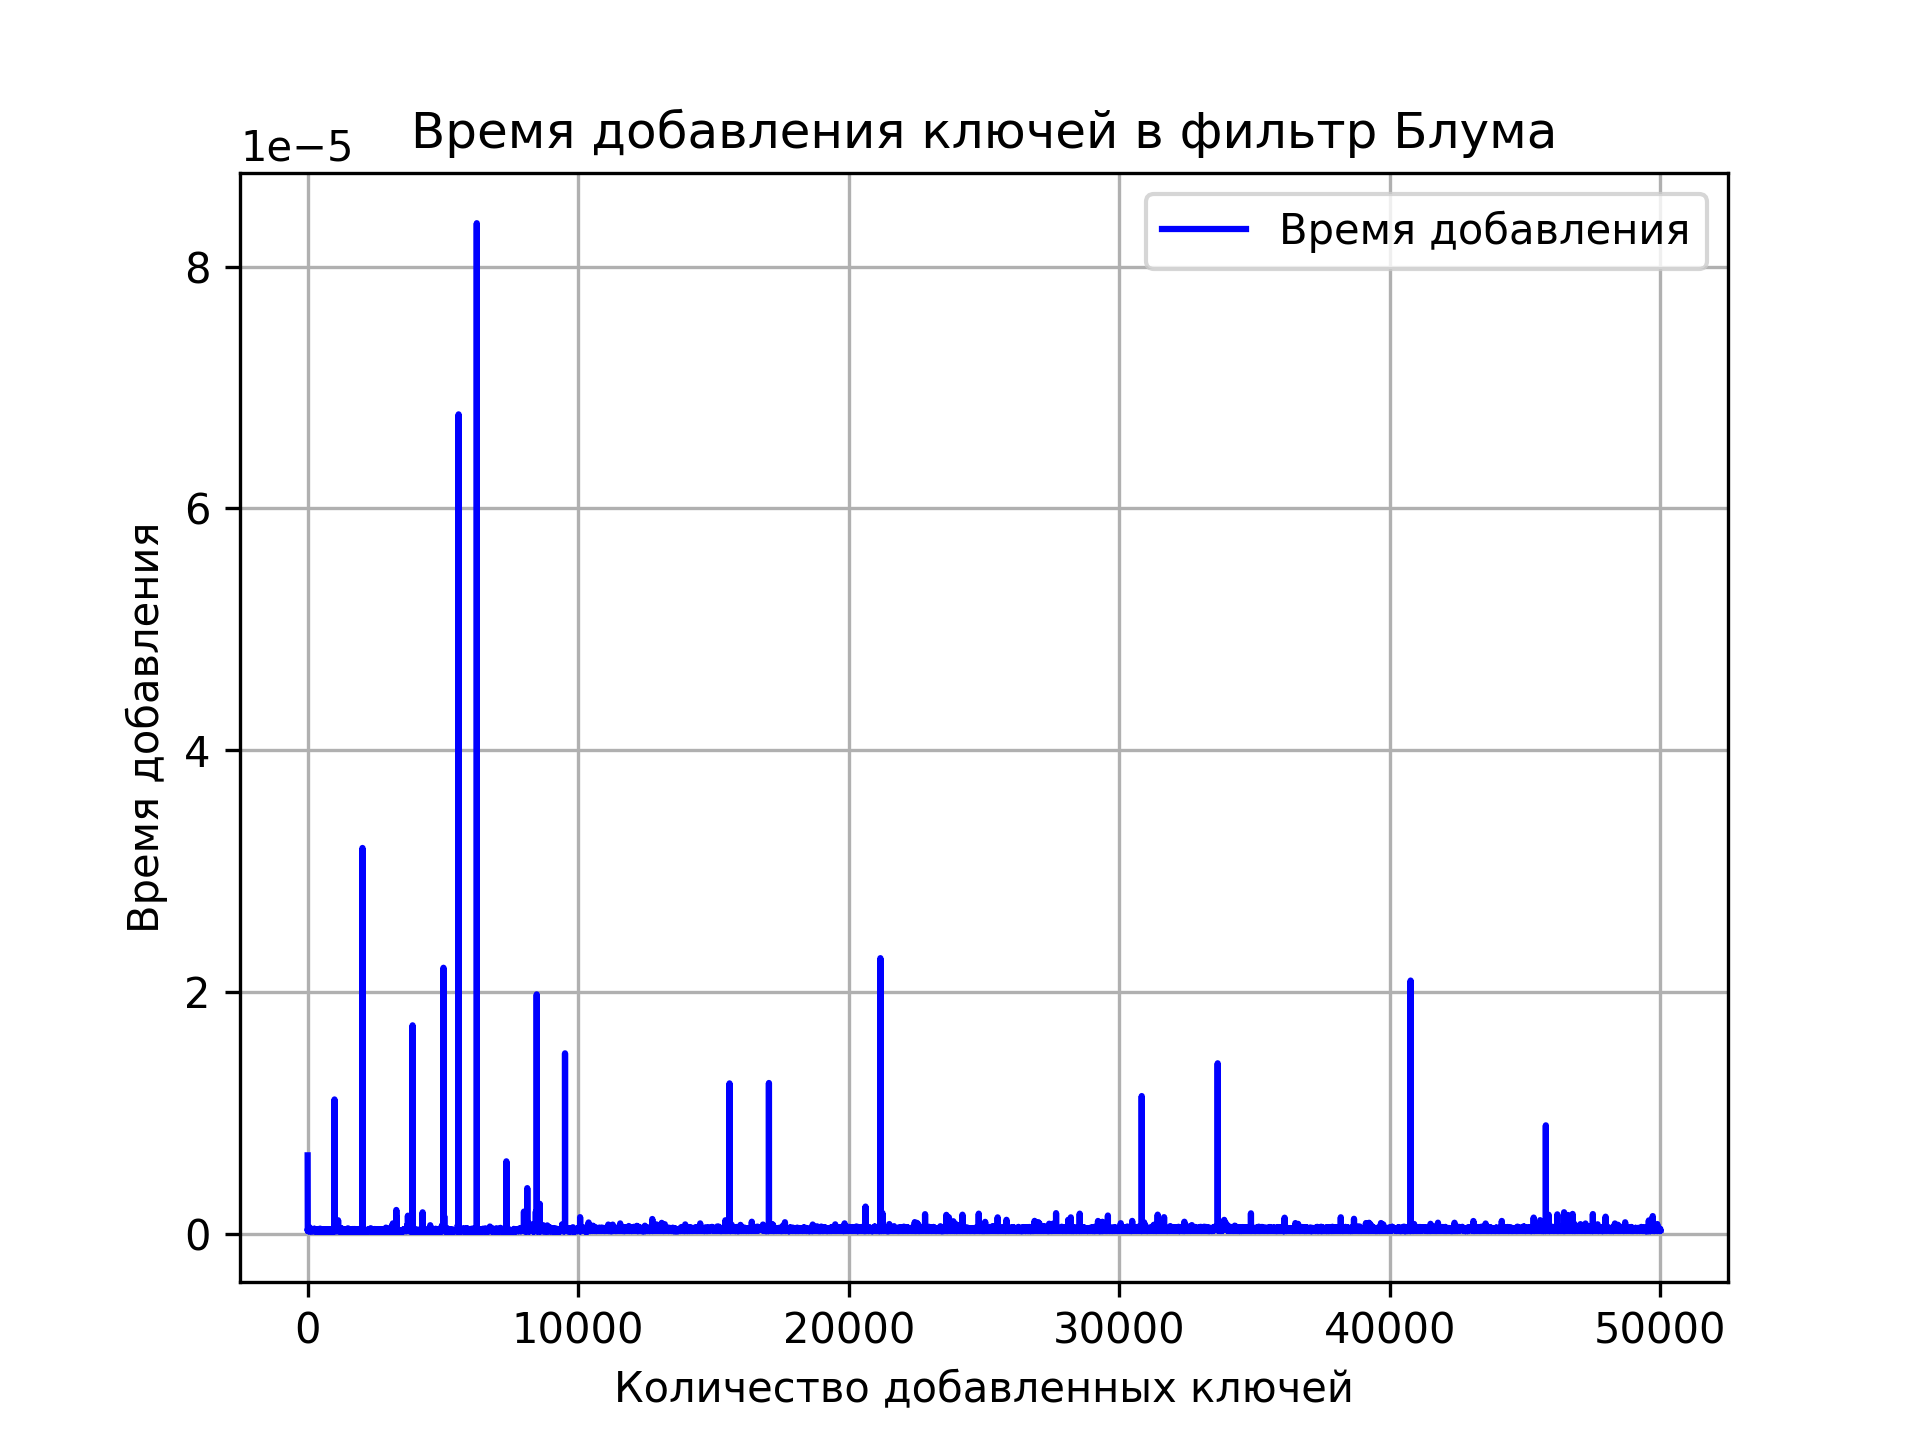 Время добавления ключей в фильтр Блума
1e−5
Время добавления
8
6
4
2
0
Время добавления
0 10000 20000 30000 40000 50000
Количество добавленных ключей